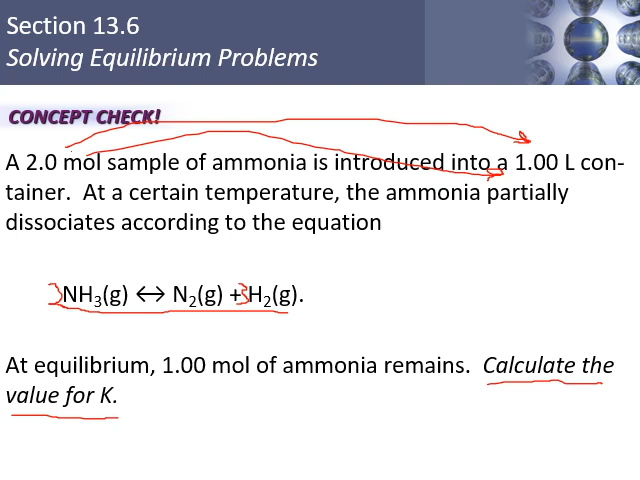 Section 13.6
Solving Equilibrium Problems
CONCEPT CHECK!
A 2.0 mol sample of ammonia is introduced into a 1.00 L con-
tainer. At a certain temperature, the ammonia partially
dissociates according to the equation
NH₃(g) ↔ N₂(g) + 3H₂(g).
At equilibrium, 1.00 mol of ammonia remains. Calculate the
value for K.